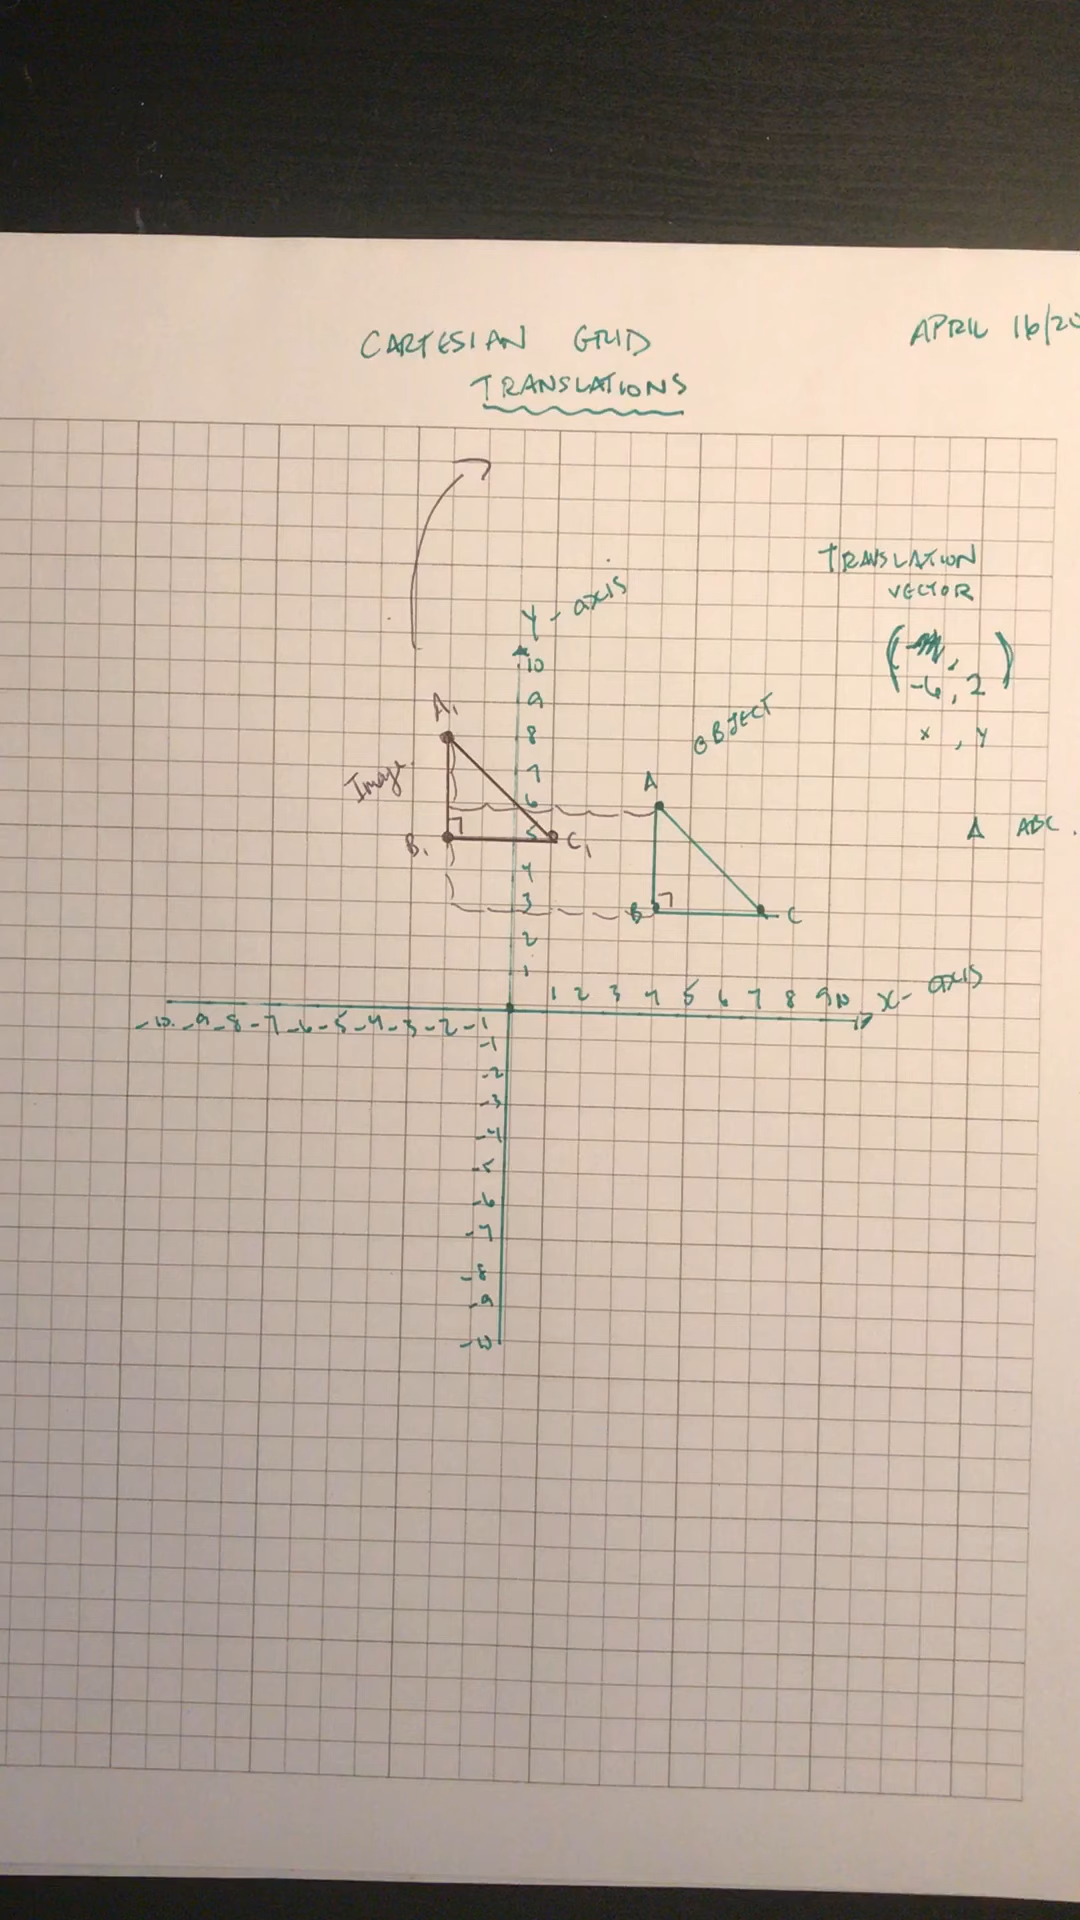 CARTESIAN GRID
APRIL 16/20
TRANSLATIONS
TRANSLATION
VECTOR
( , )
-6, 2
x , y
Y - axis
10
9
8
7
6
5
4
3
2
1
A1
Image
B1
C1
OBJECT
A
B
C
Δ ABC
1 2 3 4 5 6 7 8 9 10 X- axis
-10 -9 -8 -7 -6 -5 -4 -3 -2 -1
-1
-2
-3
-4
-5
-6
-7
-8
-9
-10